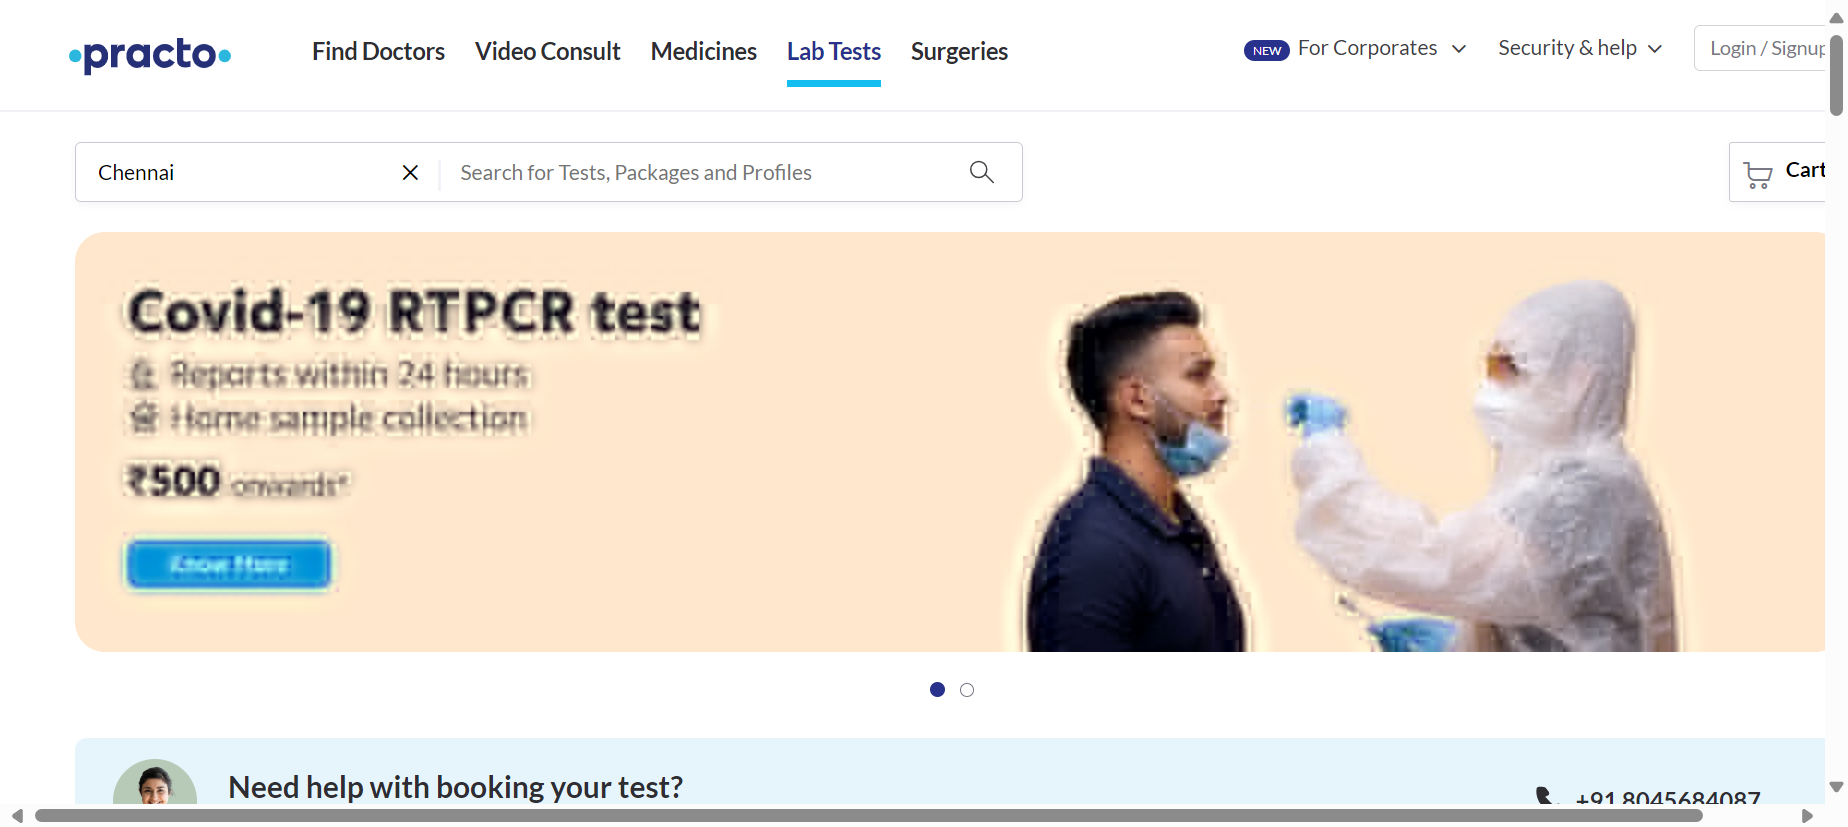 practo
Find Doctors Video Consult Medicines Lab Tests Surgeries
NEW For Corporates Security & help Login / Signup
Chennai Search for Tests, Packages and Profiles
Cart
Covid-19 RTPCR test
Reports within 24 hours
Home sample collection
₹500 onwards*
Know More
Need help with booking your test?
+91 8045684087